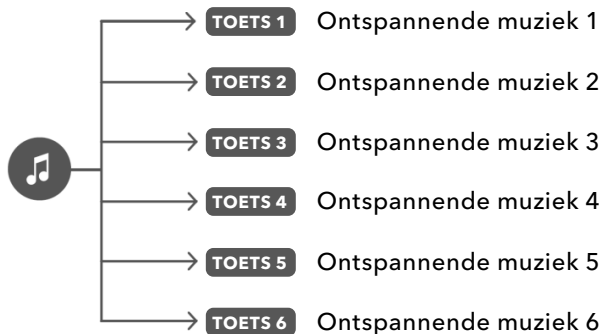 TOETS 1 Ontspannende muziek 1
TOETS 2 Ontspannende muziek 2
TOETS 3 Ontspannende muziek 3
TOETS 4 Ontspannende muziek 4
TOETS 5 Ontspannende muziek 5
TOETS 6 Ontspannende muziek 6